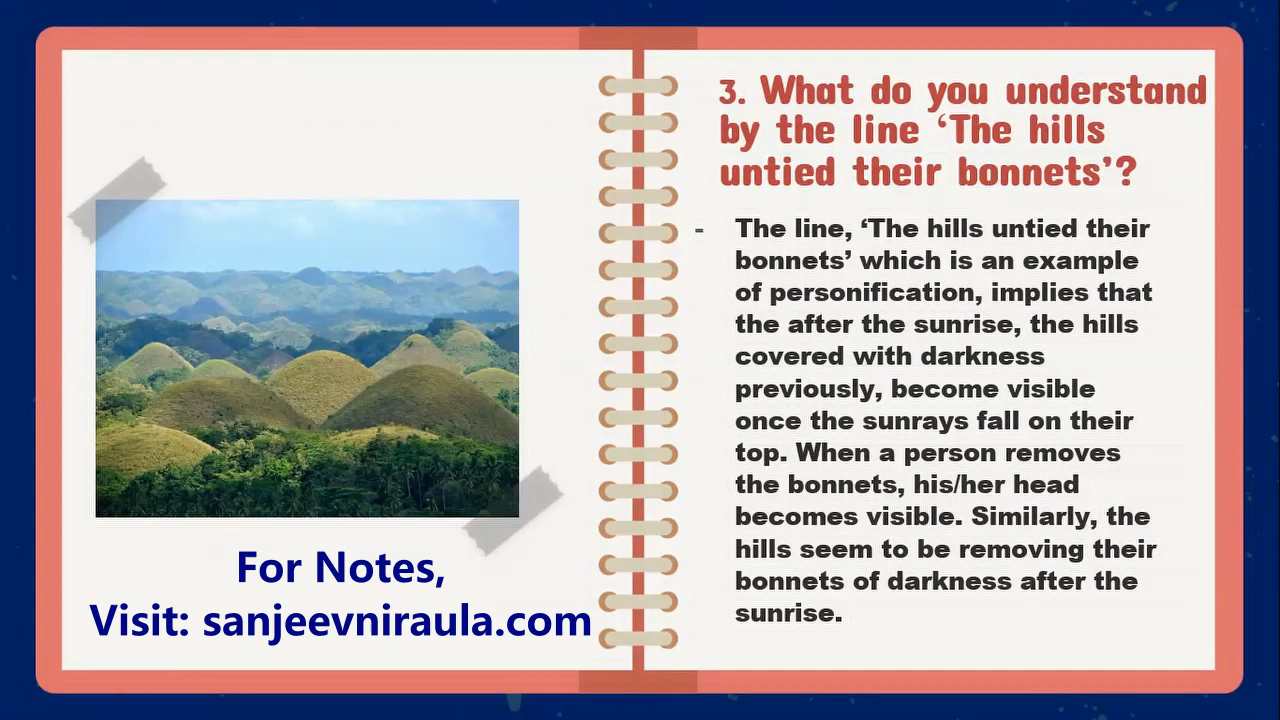 For Notes,
Visit: sanjeevniraula.com
3. What do you understand
by the line ‘The hills
untied their bonnets’?
- The line, ‘The hills untied their
bonnets’ which is an example
of personification, implies that
the after the sunrise, the hills
covered with darkness
previously, become visible
once the sunrays fall on their
top. When a person removes
the bonnets, his/her head
becomes visible. Similarly, the
hills seem to be removing their
bonnets of darkness after the
sunrise.